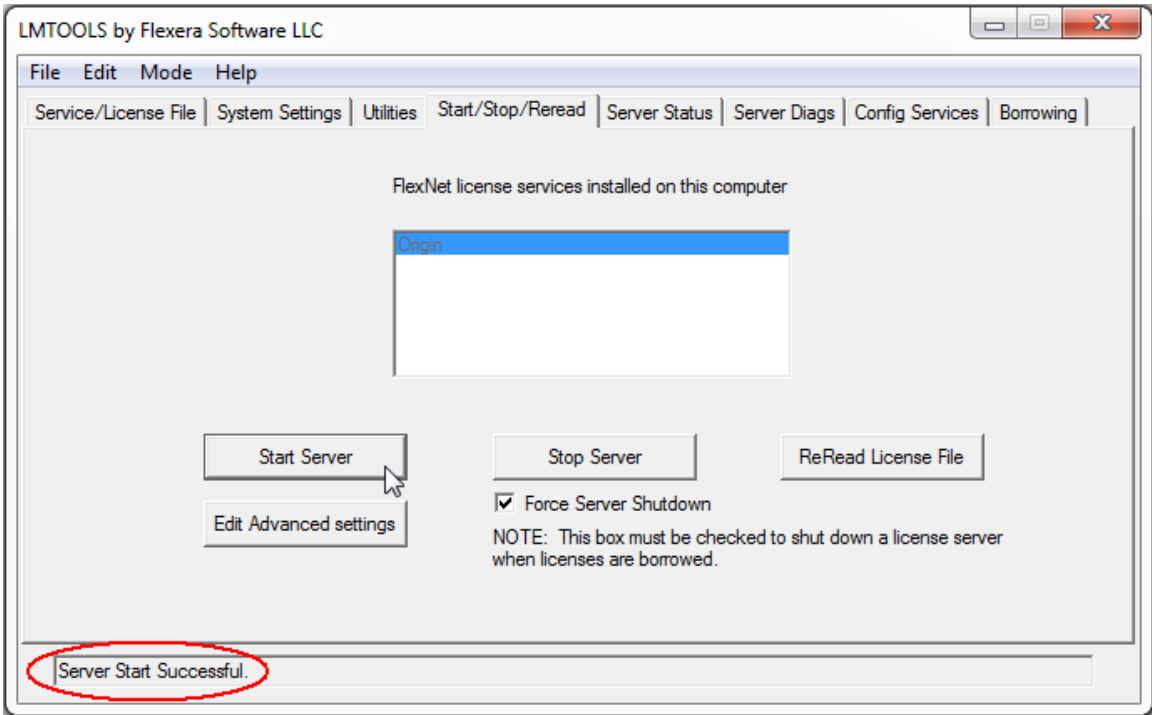 LMTOOLS by Flexera Software LLC
File Edit Mode Help
Service/License File System Settings Utilities Start/Stop/Reread Server Status Server Diags Config Services Borrowing
FlexNet license services installed on this computer
Origin
Start Server Stop Server ReRead License File
Force Server Shutdown
Edit Advanced settings
NOTE: This box must be checked to shut down a license server
when licenses are borrowed.
Server Start Successful.